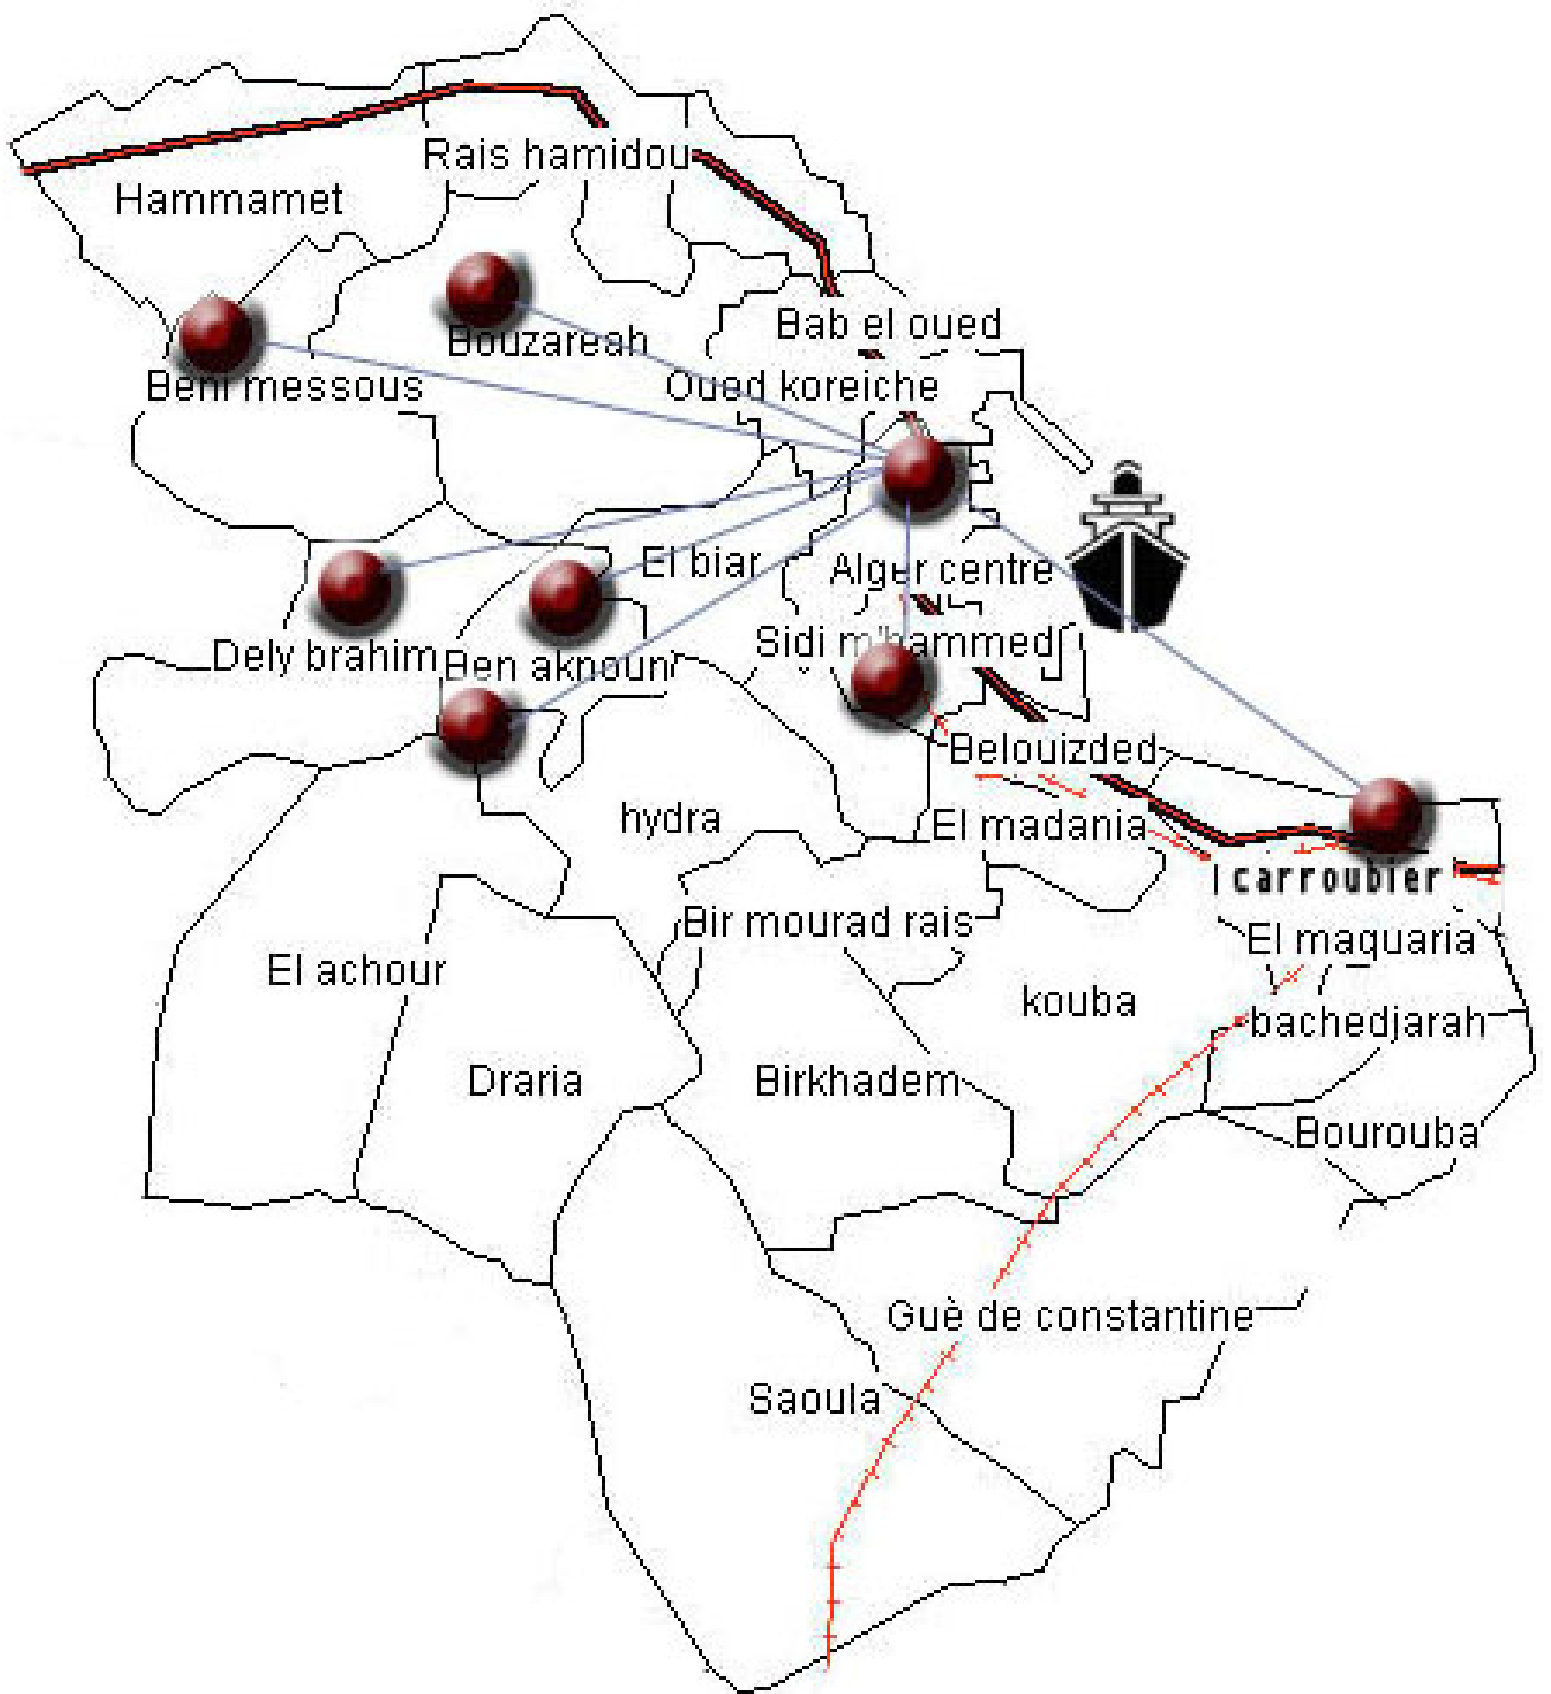 Rais hamidou
Hammamet
Bab el oued
Bouzareah
Beni messous
Oued koreiche
El biar
Alger centre
Sidi m'hammed
Dely brahim
Ben aknoun
Belouizded
hydra
El madania
carroubier
Bir mourad rais
El maquaria
El achour
kouba
bachedjarah
Draria
Birkhadem
Bourouba
Guè de constantine
Saoula